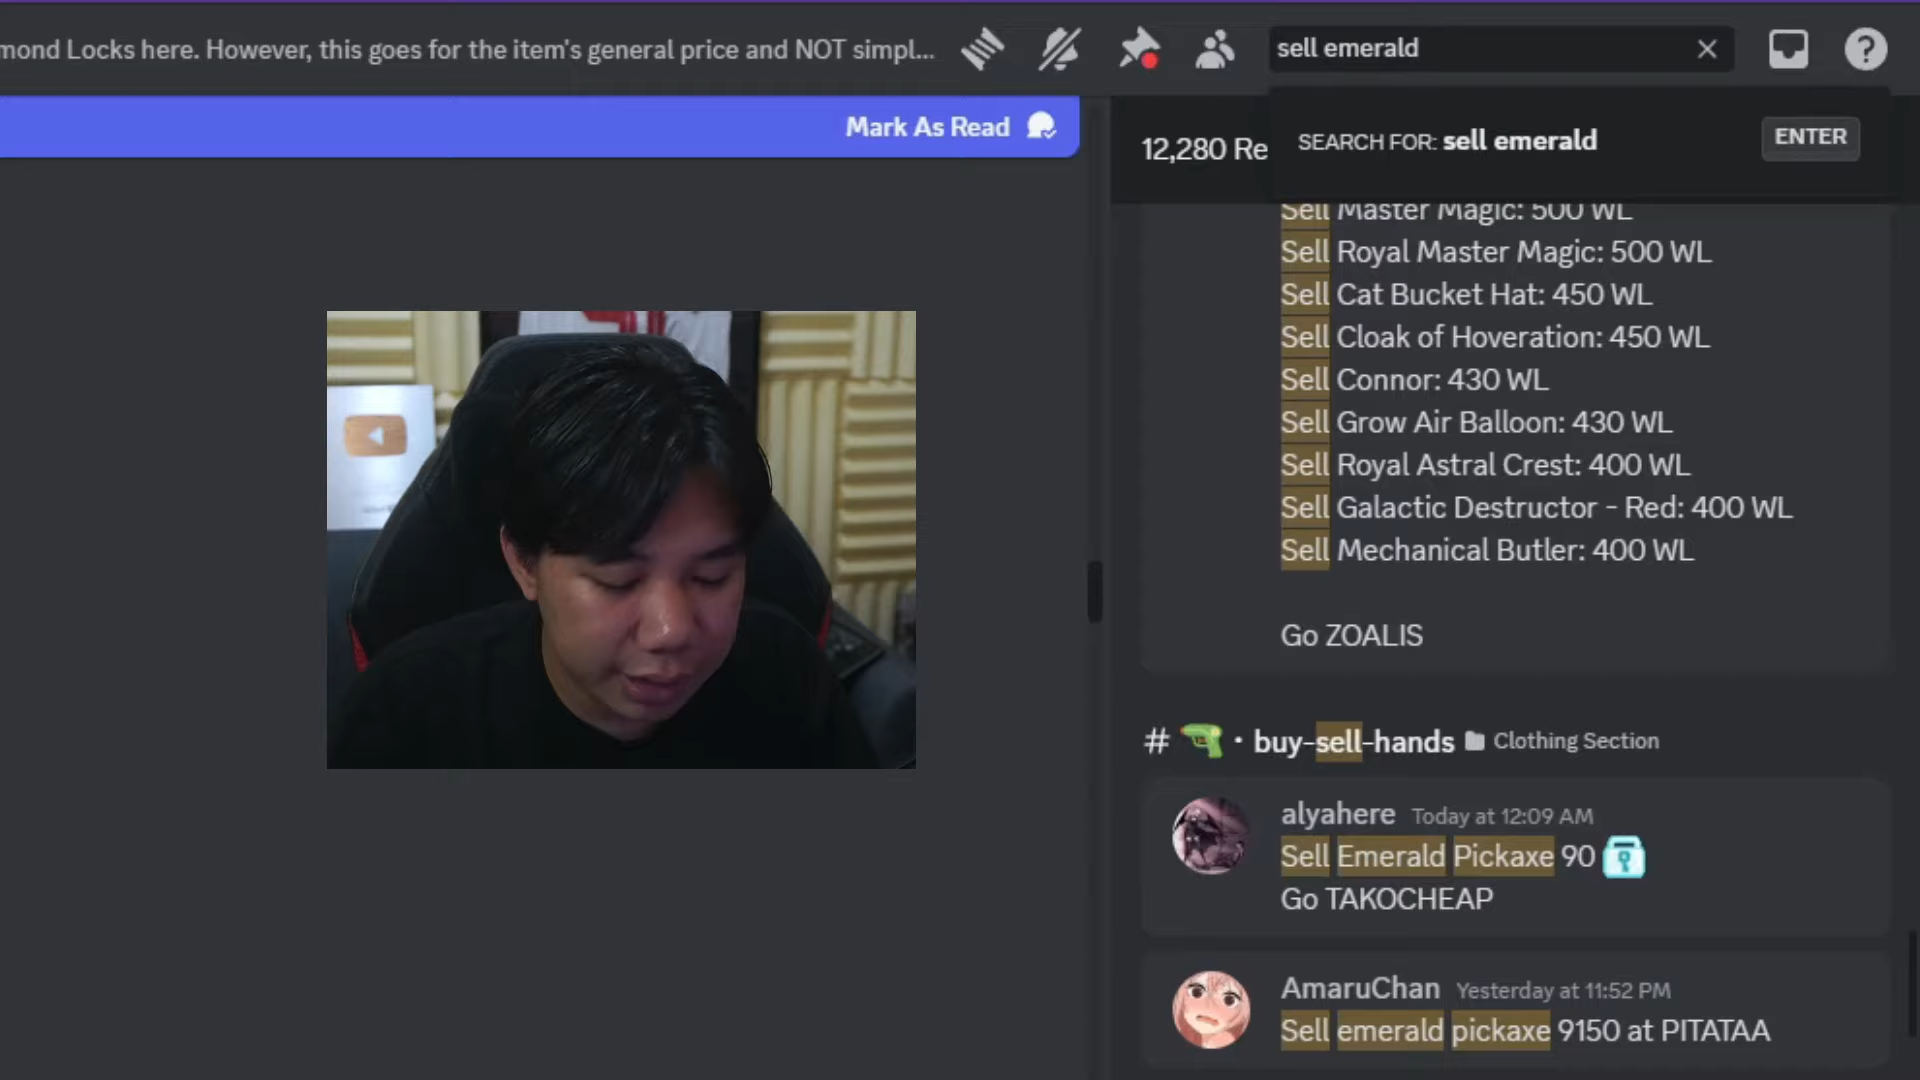 mond Locks here. However, this goes for the item's general price and NOT simpl...
sell emerald
Mark As Read
12,280 Re
SEARCH FOR: sell emerald
ENTER
Sell Master Magic: 500 WL
Sell Royal Master Magic: 500 WL
Sell Cat Bucket Hat: 450 WL
Sell Cloak of Hoveration: 450 WL
Sell Connor: 430 WL
Sell Grow Air Balloon: 430 WL
Sell Royal Astral Crest: 400 WL
Sell Galactic Destructor - Red: 400 WL
Sell Mechanical Butler: 400 WL
Go ZOALIS
# • buy-sell-hands Clothing Section
alyahere Today at 12:09 AM
Sell Emerald Pickaxe 90
Go TAKOCHEAP
AmaruChan Yesterday at 11:52 PM
Sell emerald pickaxe 9150 at PITATAA